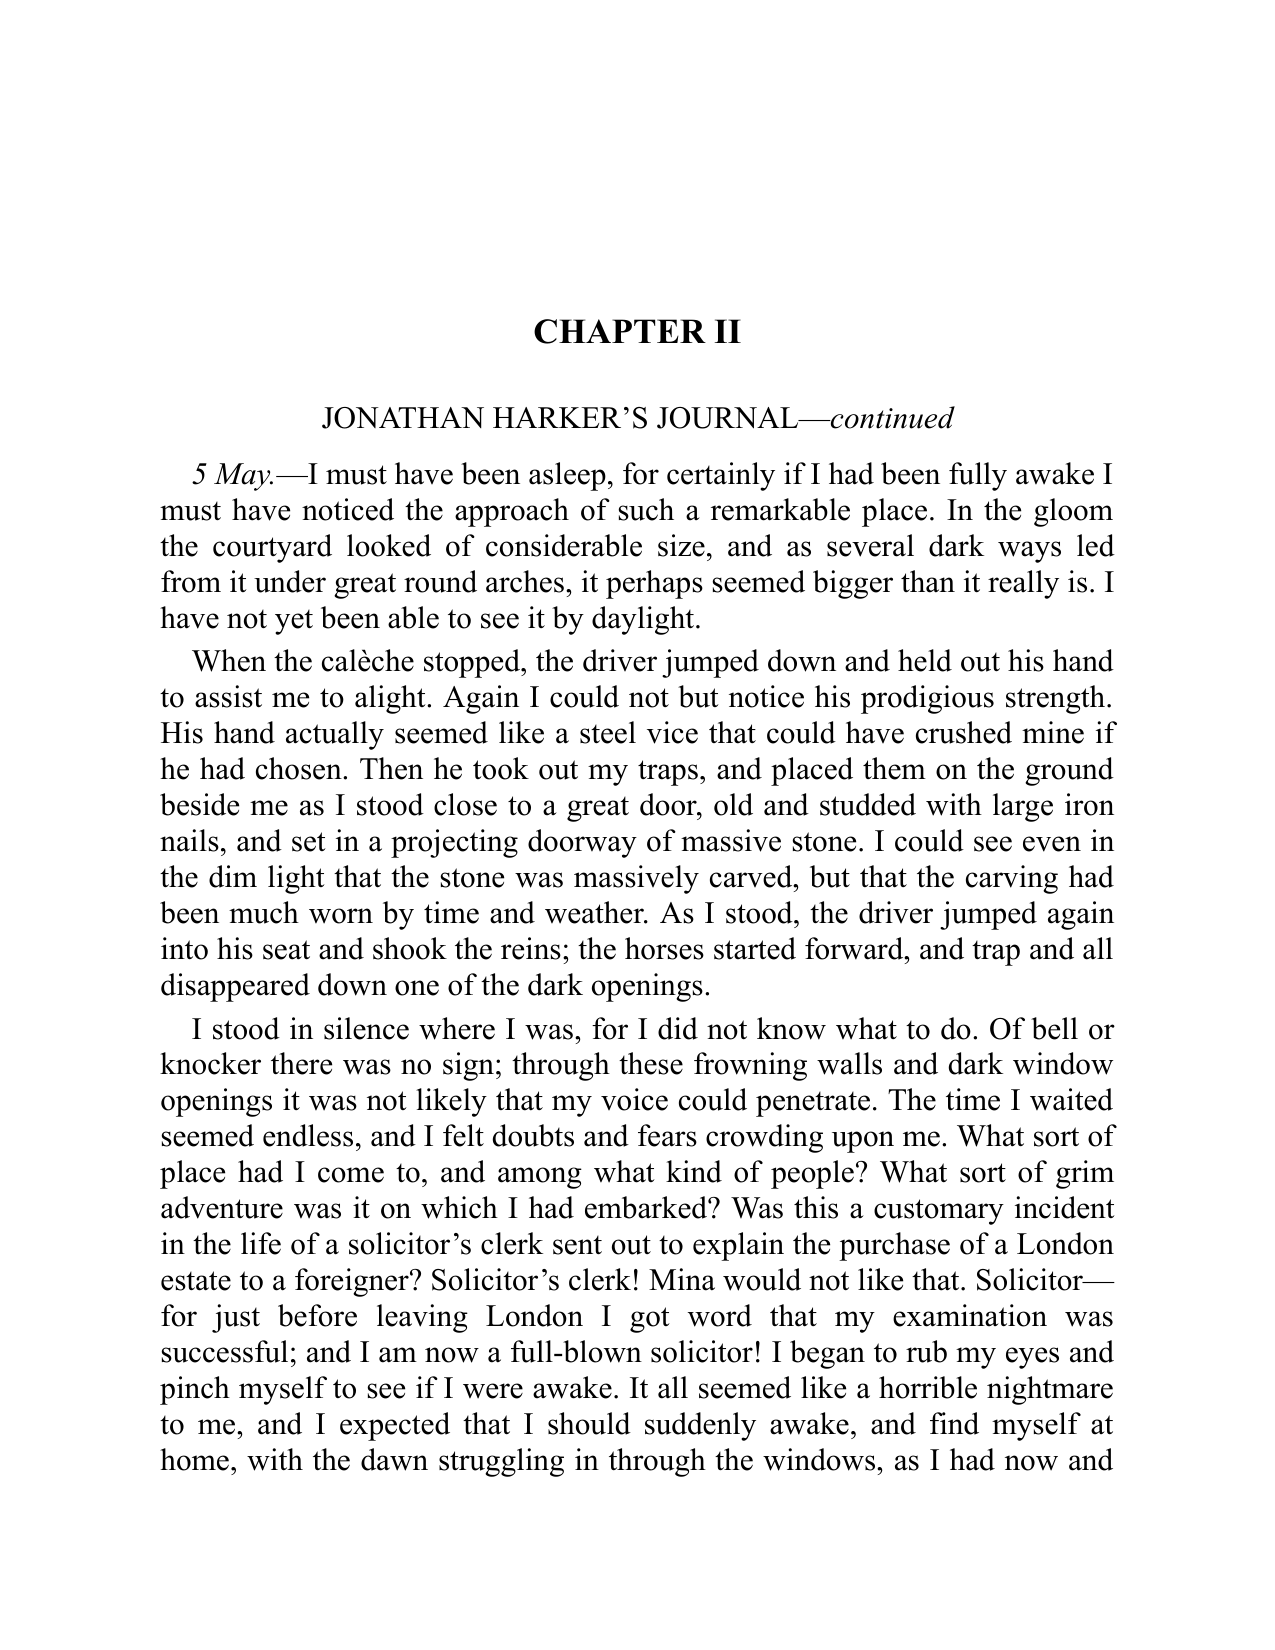 CHAPTER II
JONATHAN HARKER’S JOURNAL—continued
5 May.—I must have been asleep, for certainly if I had been fully awake I
must have noticed the approach of such a remarkable place. In the gloom
the courtyard looked of considerable size, and as several dark ways led
from it under great round arches, it perhaps seemed bigger than it really is. I
have not yet been able to see it by daylight.
When the calèche stopped, the driver jumped down and held out his hand
to assist me to alight. Again I could not but notice his prodigious strength.
His hand actually seemed like a steel vice that could have crushed mine if
he had chosen. Then he took out my traps, and placed them on the ground
beside me as I stood close to a great door, old and studded with large iron
nails, and set in a projecting doorway of massive stone. I could see even in
the dim light that the stone was massively carved, but that the carving had
been much worn by time and weather. As I stood, the driver jumped again
into his seat and shook the reins; the horses started forward, and trap and all
disappeared down one of the dark openings.
I stood in silence where I was, for I did not know what to do. Of bell or
knocker there was no sign; through these frowning walls and dark window
openings it was not likely that my voice could penetrate. The time I waited
seemed endless, and I felt doubts and fears crowding upon me. What sort of
place had I come to, and among what kind of people? What sort of grim
adventure was it on which I had embarked? Was this a customary incident
in the life of a solicitor’s clerk sent out to explain the purchase of a London
estate to a foreigner? Solicitor’s clerk! Mina would not like that. Solicitor—
for just before leaving London I got word that my examination was
successful; and I am now a full-blown solicitor! I began to rub my eyes and
pinch myself to see if I were awake. It all seemed like a horrible nightmare
to me, and I expected that I should suddenly awake, and find myself at
home, with the dawn struggling in through the windows, as I had now and